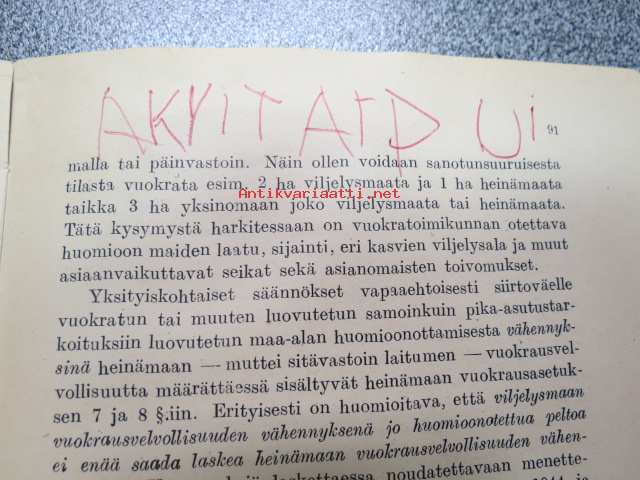 AKVITATD Ui
91
malla tai päinvastoin. Näin ollen voidaan sanotunsuuruisesta
tilasta vuokrata esim. 2 ha viljelysmaata ja 1 ha heinämaata
Antikvariaatti.net
taikka 3 ha yksinomaan joko viljelysmaata tai heinämaata.
Tätä kysymystä harkitessaan on vuokratoimikunnan otettava
huomioon maiden laatu, sijainti, eri kasvien viljelysala ja muut
asiaanvaikuttavat seikat sekä asianomaisten toivomukset.
Yksityiskohtaiset säännökset vapaaehtoisesti siirtoväelle
vuokratun tai muuten luovutetun samoinkuin pika-asutustar-
koituksiin luovutetun maa-alan huomioonottamisesta vähennyk-
sinä heinämaan — muttei sitävastoin laitumen — vuokrausvel-
vollisuutta määrättäessä sisältyvät heinämaan vuokrausasetuk-
sen 7 ja 8 §.iin. Erityisesti on huomioitava, että viljelysmaan
vuokrausvelvollisuuden vähennyksenä jo huomioonotettua peltoa
ei enää saada laskea heinämaan vuokrausvelvollisuuden vähen-
laskettaessa noudatettavaan menette-